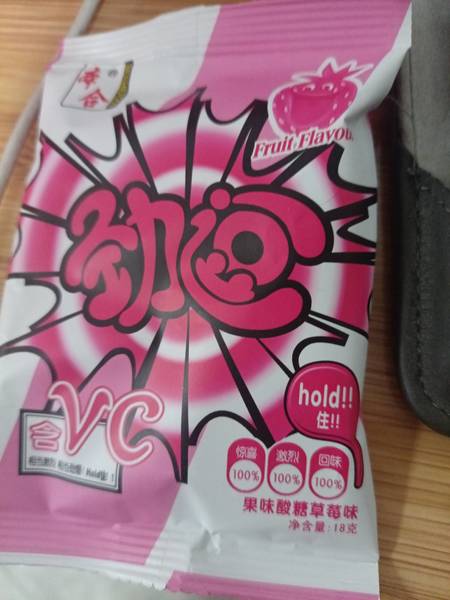 Fruit Flavour
劲逗
hold!!
住!!
含VC
惊喜
激烈
回味
100%
100%
100%
果味酸糖草莓味
净含量:18克